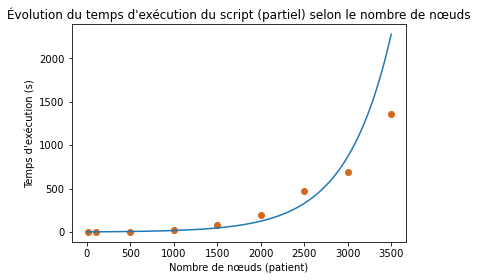 Évolution du temps d'exécution du script (partiel) selon le nombre de nœuds
2000
1500
1000
500
0
Temps d'exécution (s)
0 500 1000 1500 2000 2500 3000 3500
Nombre de nœuds (patient)